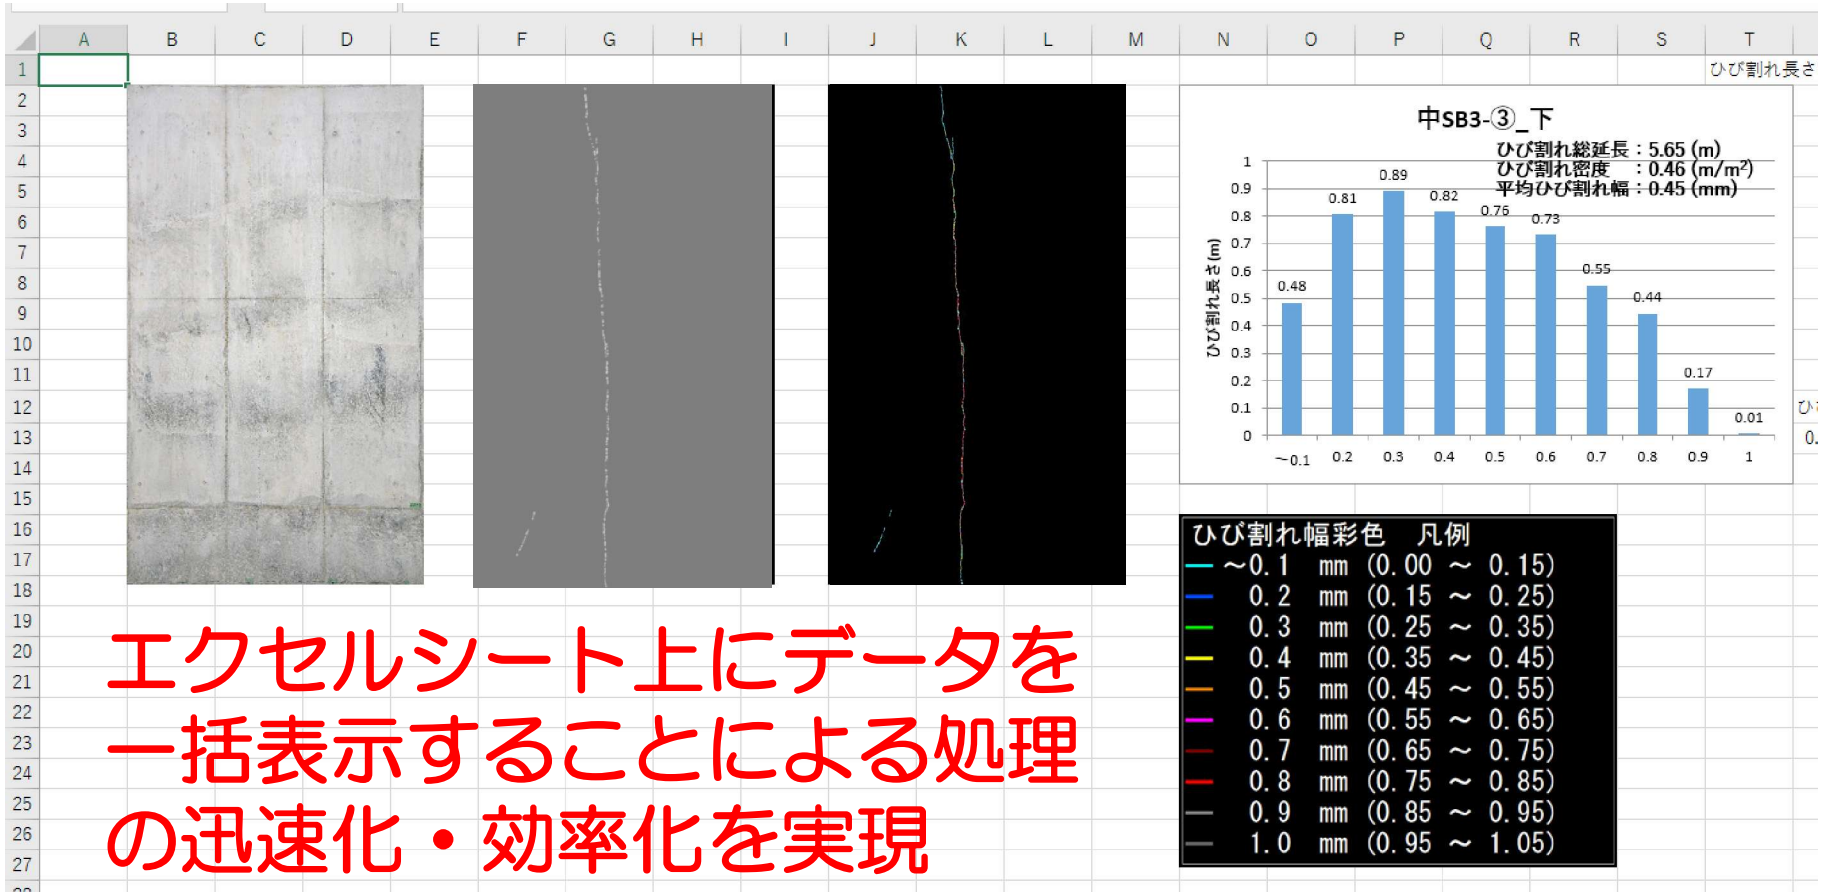 A B C D E F G H I J K L M N O P Q R S T
1
2
3
4
5
6
7
8
9
10
11
12
13
14
15
16
17
18
19
20
21
22
23
24
25
26
27
ひび割れ長さ
中SB3-③_下
ひび割れ総延長：5.65 (m)
ひび割れ密度　：0.46 (m/m²)
平均ひび割れ幅：0.45 (mm)
ひび割れ長さ(m)
1
0.9
0.8
0.7
0.6
0.5
0.4
0.3
0.2
0.1
0
0.48 0.81 0.89 0.82 0.76 0.73 0.55 0.44 0.17 0.01
～0.1 0.2 0.3 0.4 0.5 0.6 0.7 0.8 0.9 1
ひび割れ幅彩色　凡例
～0.1 mm (0.00 ～ 0.15)
0.2 mm (0.15 ～ 0.25)
0.3 mm (0.25 ～ 0.35)
0.4 mm (0.35 ～ 0.45)
0.5 mm (0.45 ～ 0.55)
0.6 mm (0.55 ～ 0.65)
0.7 mm (0.65 ～ 0.75)
0.8 mm (0.75 ～ 0.85)
0.9 mm (0.85 ～ 0.95)
1.0 mm (0.95 ～ 1.05)
エクセルシート上にデータを
一括表示することによる処理
の迅速化・効率化を実現